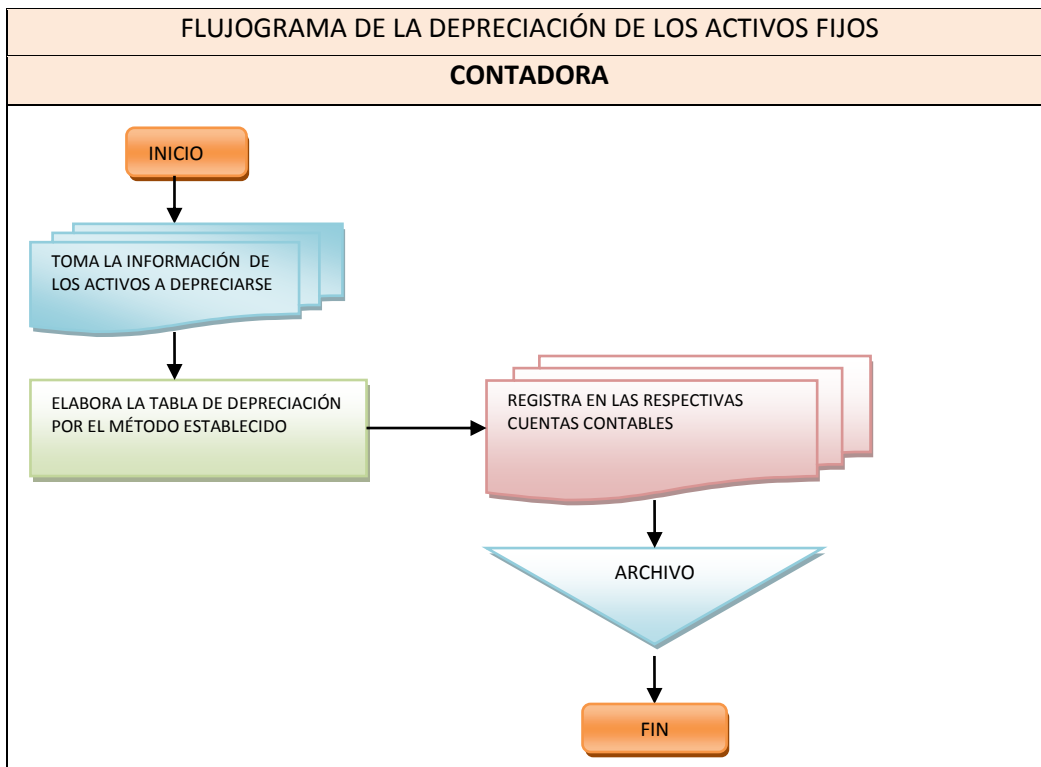 FLUJOGRAMA DE LA DEPRECIACIÓN DE LOS ACTIVOS FIJOS
CONTADORA
INICIO
TOMA LA INFORMACIÓN DE
LOS ACTIVOS A DEPRECIARSE
ELABORA LA TABLA DE DEPRECIACIÓN
POR EL MÉTODO ESTABLECIDO
REGISTRA EN LAS RESPECTIVAS
CUENTAS CONTABLES
ARCHIVO
FIN